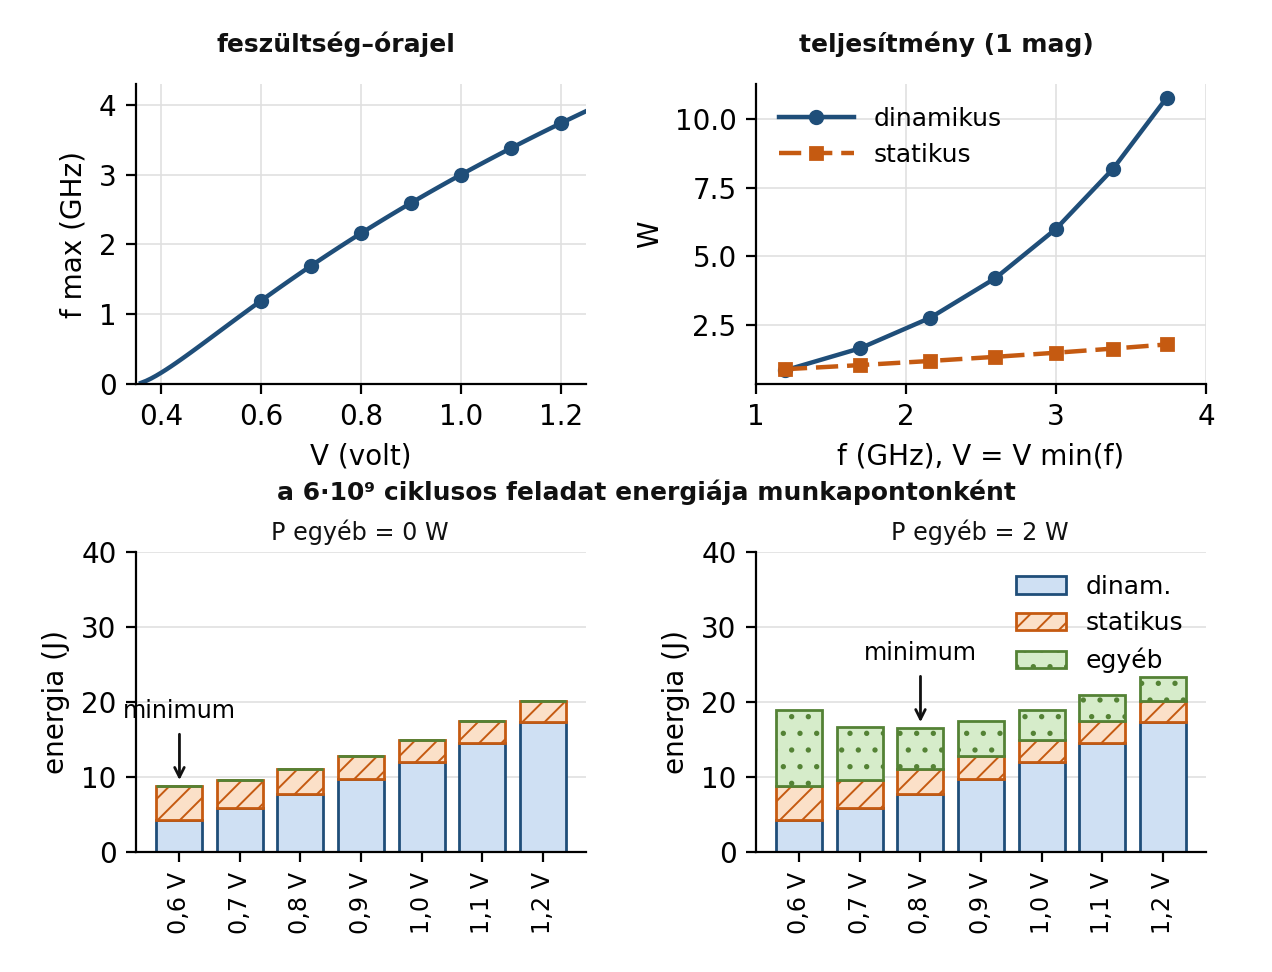 feszültség–órajel
4
3
2
1
0
f max (GHz)
0.4 0.6 0.8 1.0 1.2
V (volt)
teljesítmény (1 mag)
dinamikus
statikus
10.0
7.5
5.0
2.5
W
1 2 3 4
f (GHz), V = V min(f)
a 6·10⁹ ciklusos feladat energiája munkapontonként
P egyéb = 0 W
40
30
20
10
0
energia (J)
minimum
0,6 V 0,7 V 0,8 V 0,9 V 1,0 V 1,1 V 1,2 V
P egyéb = 2 W
40
30
20
10
0
energia (J)
minimum
dinam.
statikus
egyéb
0,6 V 0,7 V 0,8 V 0,9 V 1,0 V 1,1 V 1,2 V